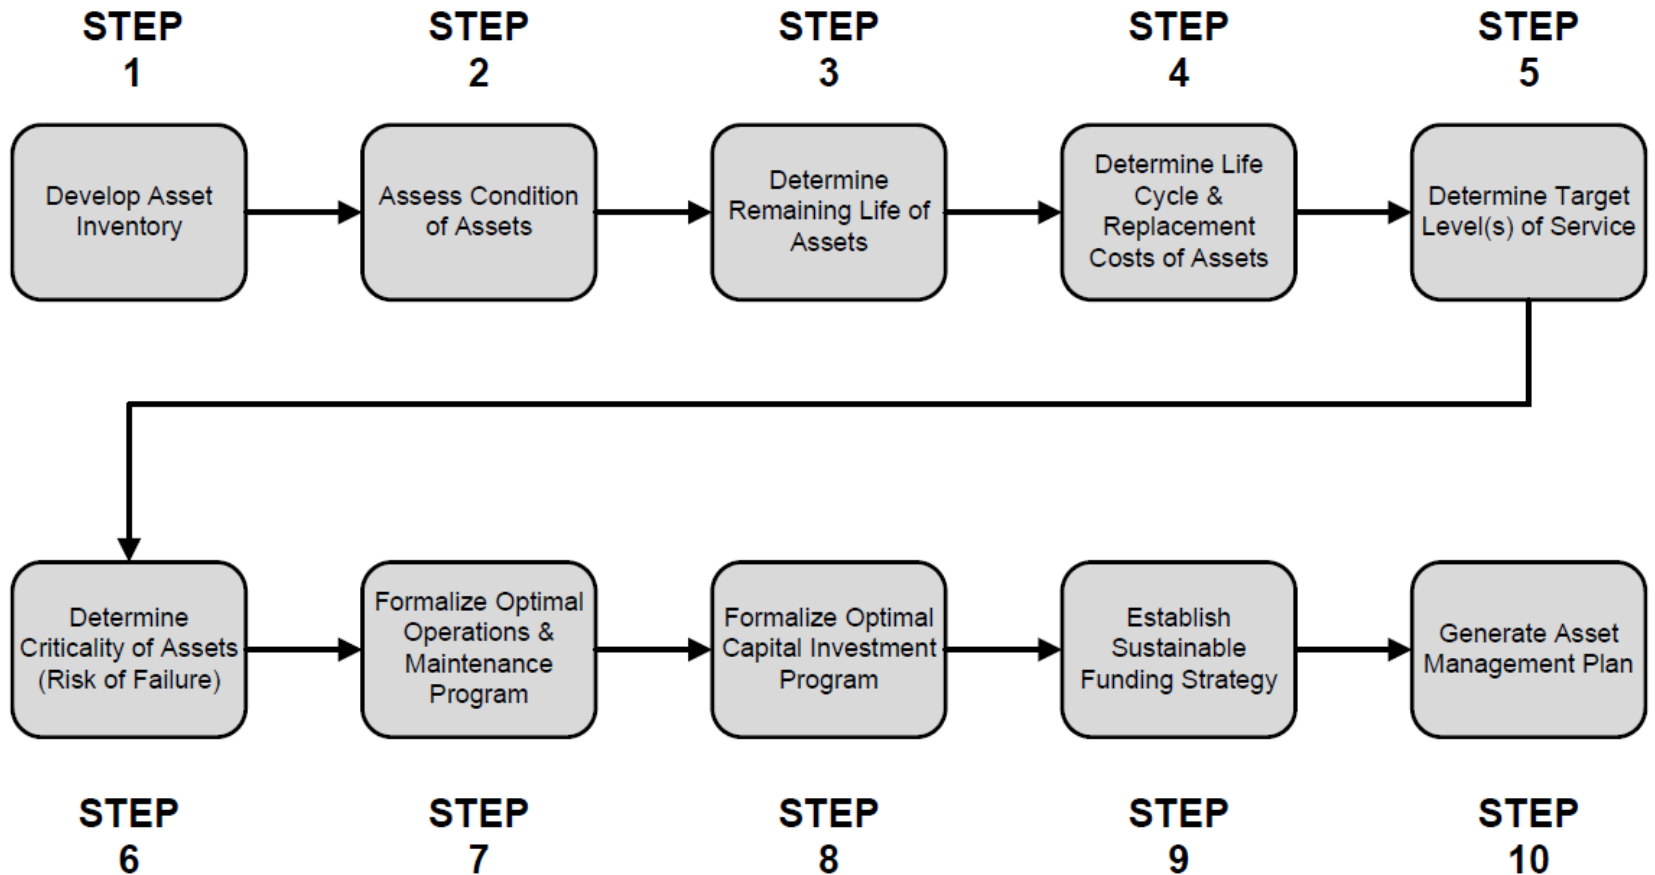 STEP
1
STEP
2
STEP
3
STEP
4
STEP
5
Develop Asset
Inventory
Assess Condition
of Assets
Determine
Remaining Life of
Assets
Determine Life
Cycle &
Replacement
Costs of Assets
Determine Target
Level(s) of Service
Determine
Criticality of Assets
(Risk of Failure)
Formalize Optimal
Operations &
Maintenance
Program
Formalize Optimal
Capital Investment
Program
Establish
Sustainable
Funding Strategy
Generate Asset
Management Plan
STEP
6
STEP
7
STEP
8
STEP
9
STEP
10